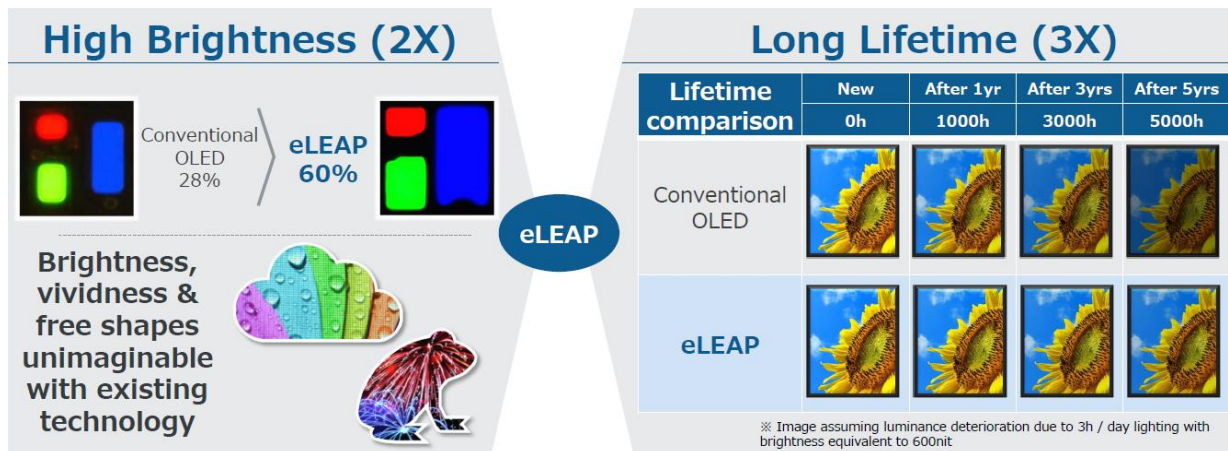 High Brightness (2X)
Conventional
OLED
28%
eLEAP
60%
Brightness,
vividness &
free shapes
unimaginable
with existing
technology
eLEAP
Long Lifetime (3X)
Lifetime
comparison
New
After 1yr
After 3yrs
After 5yrs
0h
1000h
3000h
5000h
Conventional
OLED
eLEAP
※ Image assuming luminance deterioration due to 3h / day lighting with
brightness equivalent to 600nit